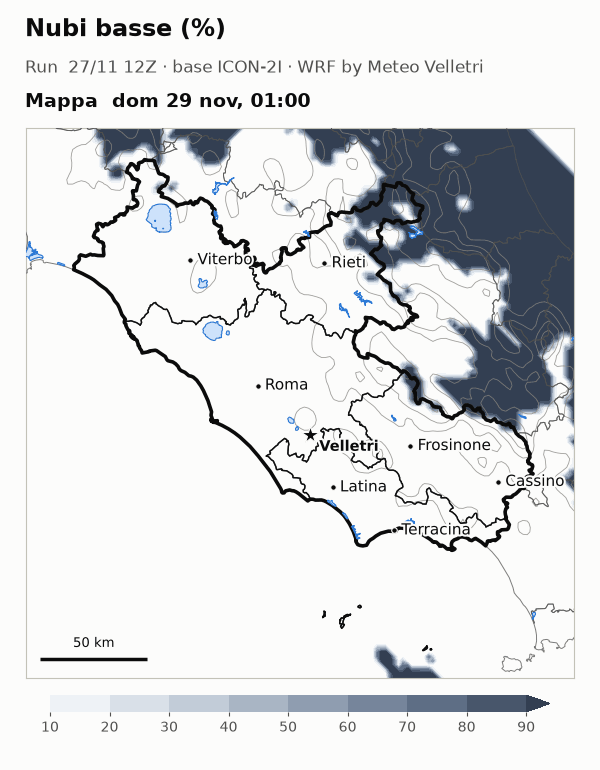 Nubi basse (%)
Run  27/11 12Z · base ICON-2I · WRF by Meteo Velletri
Mappa  dom 29 nov, 01:00
Viterbo
Rieti
Roma
Velletri
Frosinone
Cassino
Latina
Terracina
50 km
10 20 30 40 50 60 70 80 90